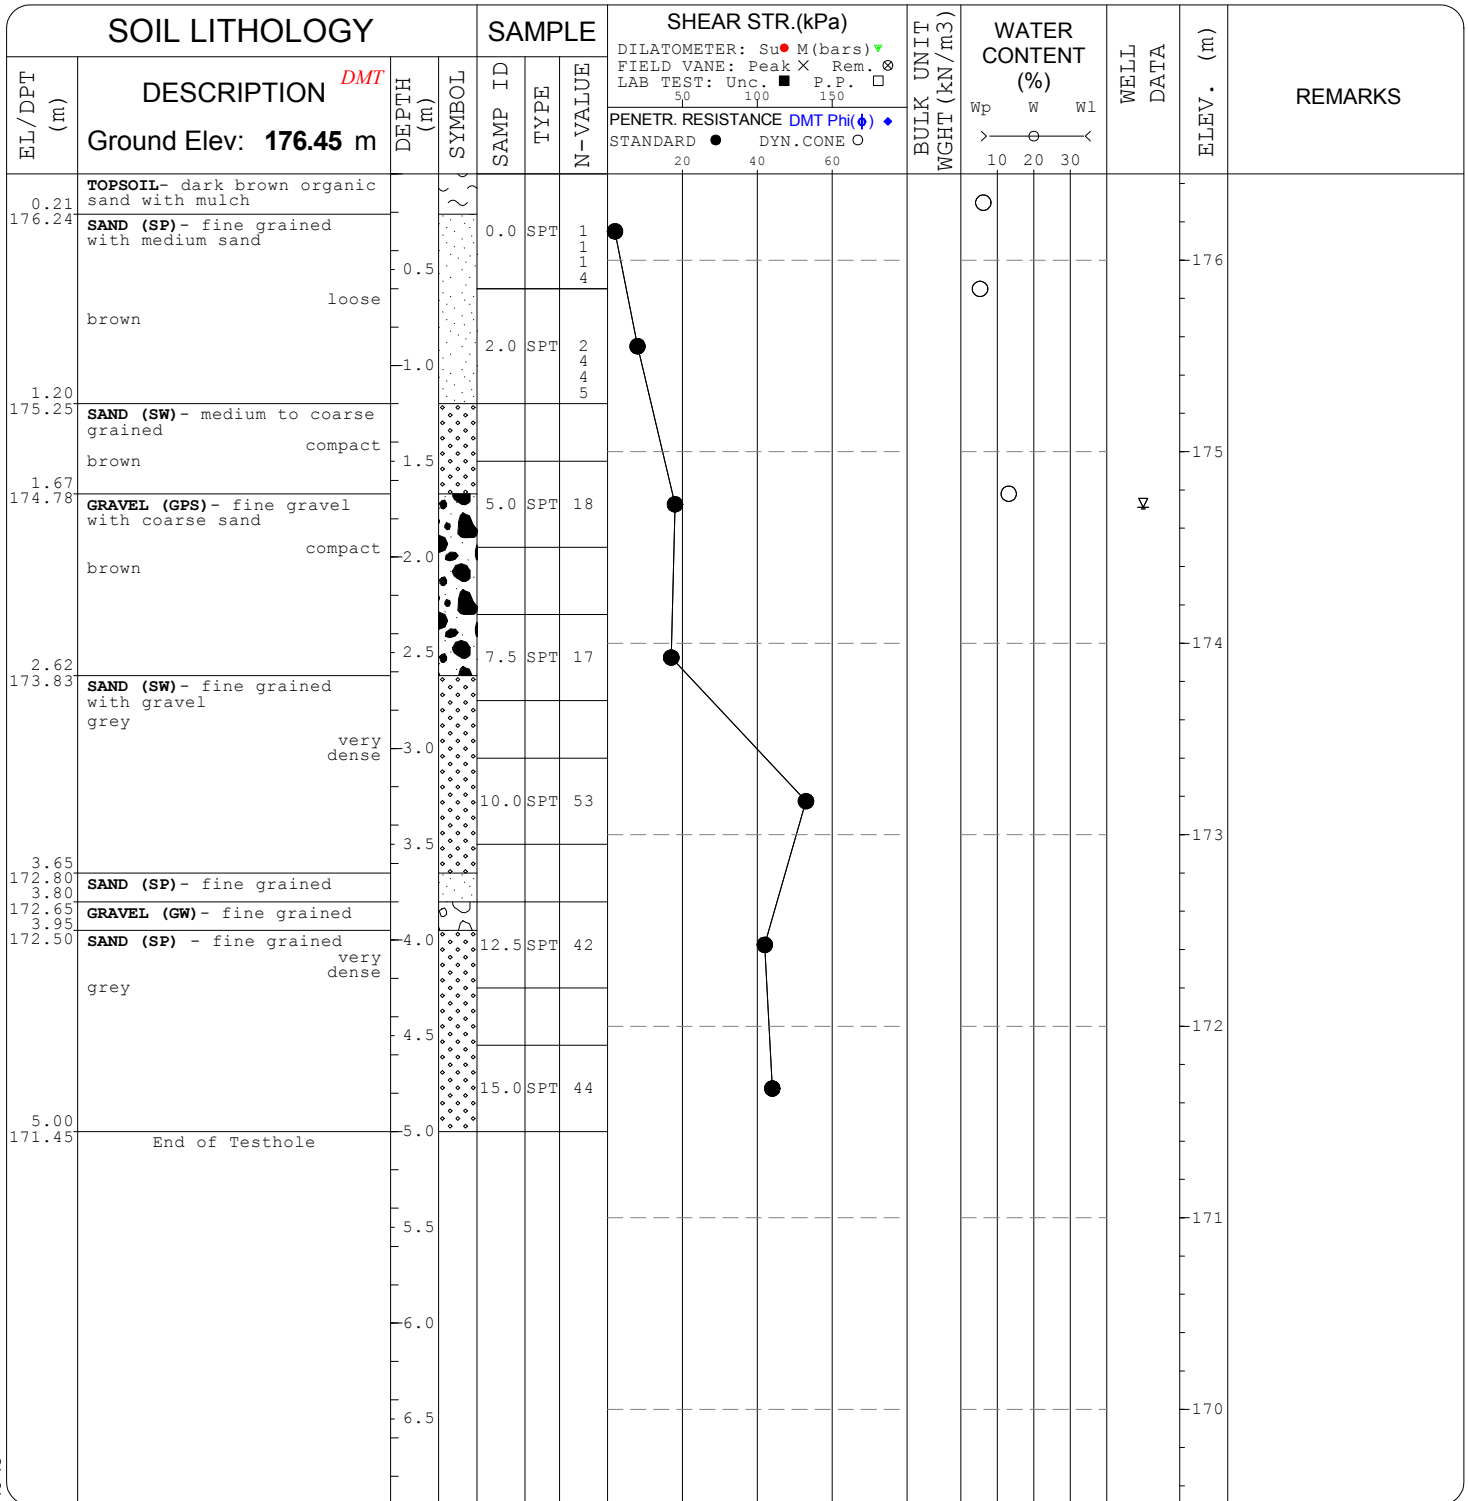 SOIL LITHOLOGY
SAMPLE
SHEAR STR.(kPa)
DILATOMETER: Su M(bars)
FIELD VANE: Peak Rem.
LAB TEST: Unc. P.P.
50 100 150
PENETR. RESISTANCE DMT Phi(ϕ)
STANDARD DYN.CONE
20 40 60
BULK UNIT
WGHT(kN/m3)
WATER
CONTENT
(%)
Wp W Wl
10 20 30
WELL
DATA
ELEV. (m)
REMARKS
EL/DPT
(m)
DESCRIPTION DMT
Ground Elev: 176.45 m
DEPTH
(m)
SYMBOL
SAMP ID
TYPE
N-VALUE
TOPSOIL- dark brown organic
sand with mulch
0.21
176.24
SAND (SP)- fine grained
with medium sand
loose
brown
1.20
175.25
SAND (SW)- medium to coarse
grained
compact
brown
1.67
174.78
GRAVEL (GPS)- fine gravel
with coarse sand
compact
brown
2.62
173.83
SAND (SW)- fine grained
with gravel
grey
very
dense
3.65
172.80
SAND (SP)- fine grained
3.80
172.65
GRAVEL (GW)- fine grained
3.95
172.50
SAND (SP) - fine grained
very
dense
grey
5.00
171.45
End of Testhole
0.5
1.0
1.5
2.0
2.5
3.0
3.5
4.0
4.5
5.0
5.5
6.0
6.5
0.0 SPT 1
1
1
4
2.0 SPT 2
4
4
5
5.0 SPT 18
7.5 SPT 17
10.0 SPT 53
12.5 SPT 42
15.0 SPT 44
176
175
174
173
172
171
170